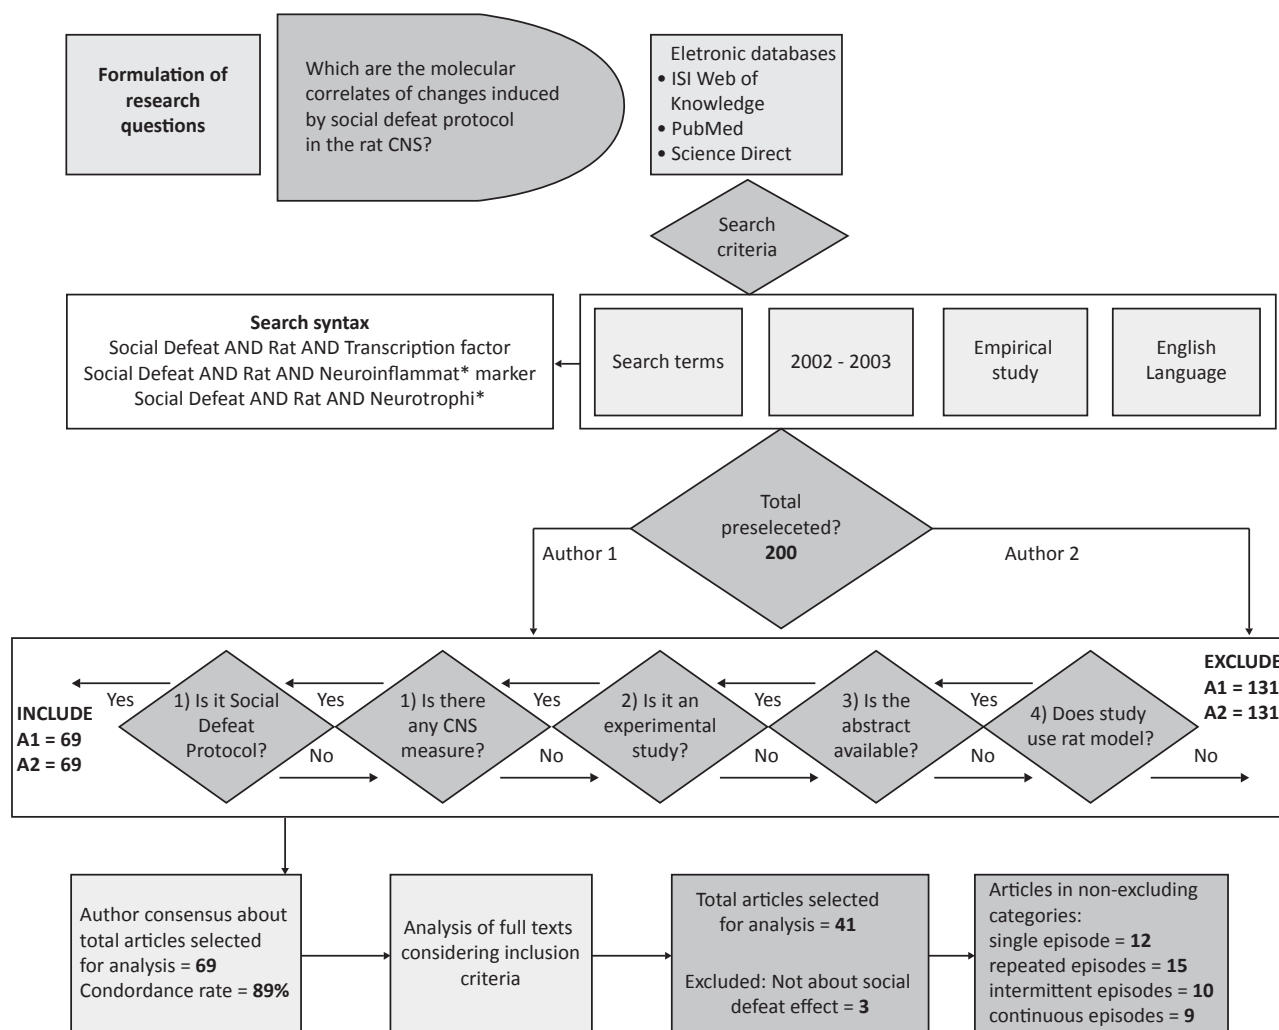 Formulation of
research
questions
Which are the molecular
correlates of changes induced
by social defeat protocol
in the rat CNS?
Eletronic databases
• ISI Web of
Knowledge
• PubMed
• Science Direct
Search
criteria
Search syntax
Social Defeat AND Rat AND Transcription factor
Social Defeat AND Rat AND Neuroinflammat* marker
Social Defeat AND Rat AND Neurotrophi*
Search terms
2002 - 2003
Empirical
study
English
Language
Total
preseleceted?
200
Author 1
Author 2
INCLUDE
A1 = 69
A2 = 69
Yes
1) Is it Social
Defeat
Protocol?
No
Yes
1) Is there
any CNS
measure?
No
Yes
2) Is it an
experimental
study?
No
Yes
3) Is the
abstract
available?
No
Yes
4) Does study
use rat model?
No
EXCLUDE
A1 = 131
A2 = 131
Author consensus about
total articles selected
for analysis = 69
Condordance rate = 89%
Analysis of full texts
considering inclusion
criteria
Total articles selected
for analysis = 41
Excluded: Not about social
defeat effect = 3
Articles in non-excluding
categories:
single episode = 12
repeated episodes = 15
intermittent episodes = 10
continuous episodes = 9